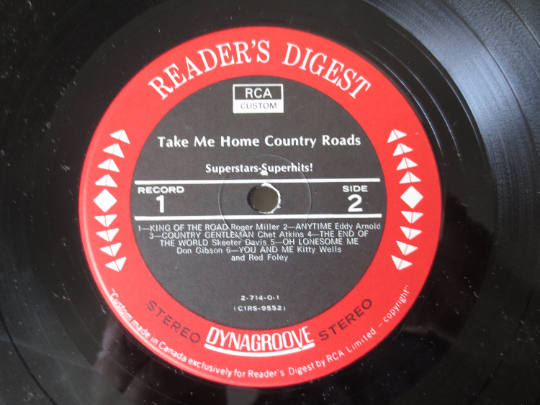 READER'S DIGEST
RCA
CUSTOM
Take Me Home Country Roads
Superstars-Superhits!
RECORD
1
SIDE
2
1—KING OF THE ROAD Roger Miller 2—ANYTIME Eddy Arnold
3—COUNTRY GENTLEMAN Chet Atkins 4—THE END OF
THE WORLD Skeeter Davis 5—OH LONESOME ME
Don Gibson 6—YOU AND ME Kitty Wells
and Red Foley
2-714-0-1
(C1RS-9552)
STEREO DYNAGROOVE STEREO
"Custom made in Canada exclusively for Reader's Digest by RCA Limited - copyright"